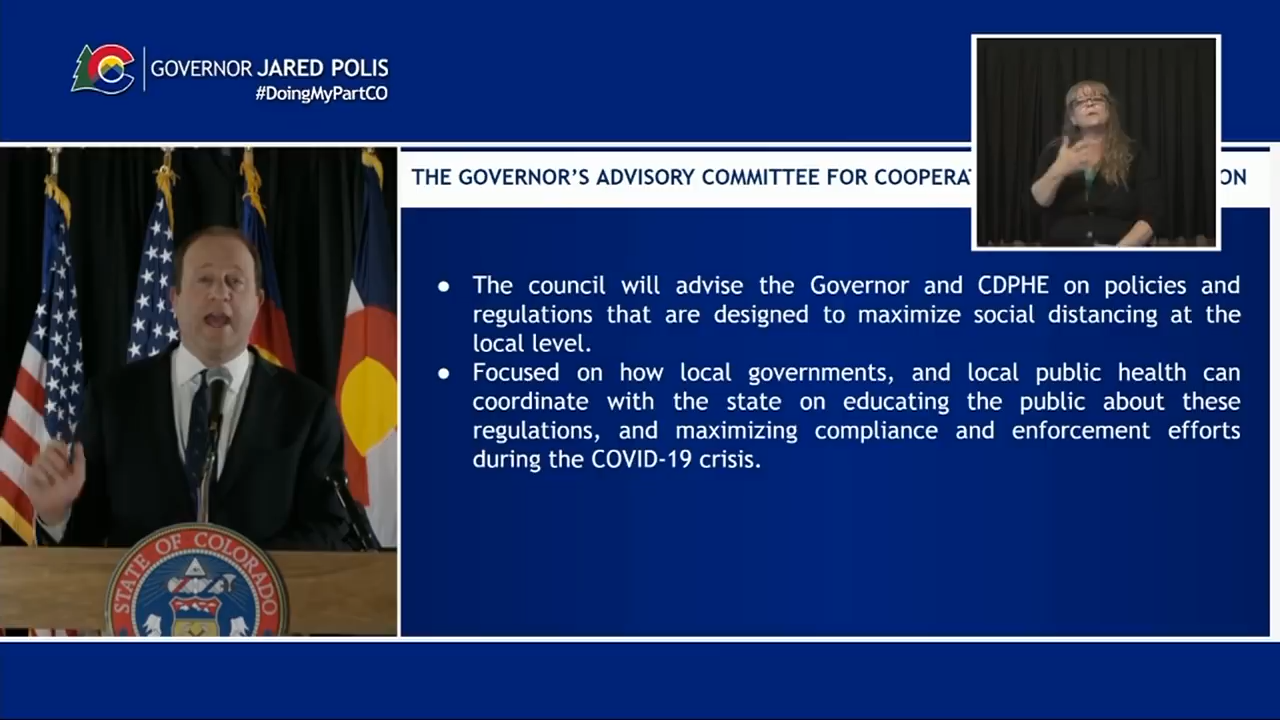 GOVERNOR JARED POLIS
#DoingMyPartCO
THE GOVERNOR'S ADVISORY COMMITTEE FOR COOPERAT ON
● The council will advise the Governor and CDPHE on policies and
regulations that are designed to maximize social distancing at the
local level.
● Focused on how local governments, and local public health can
coordinate with the state on educating the public about these
regulations, and maximizing compliance and enforcement efforts
during the COVID-19 crisis.
STATE OF COLORADO